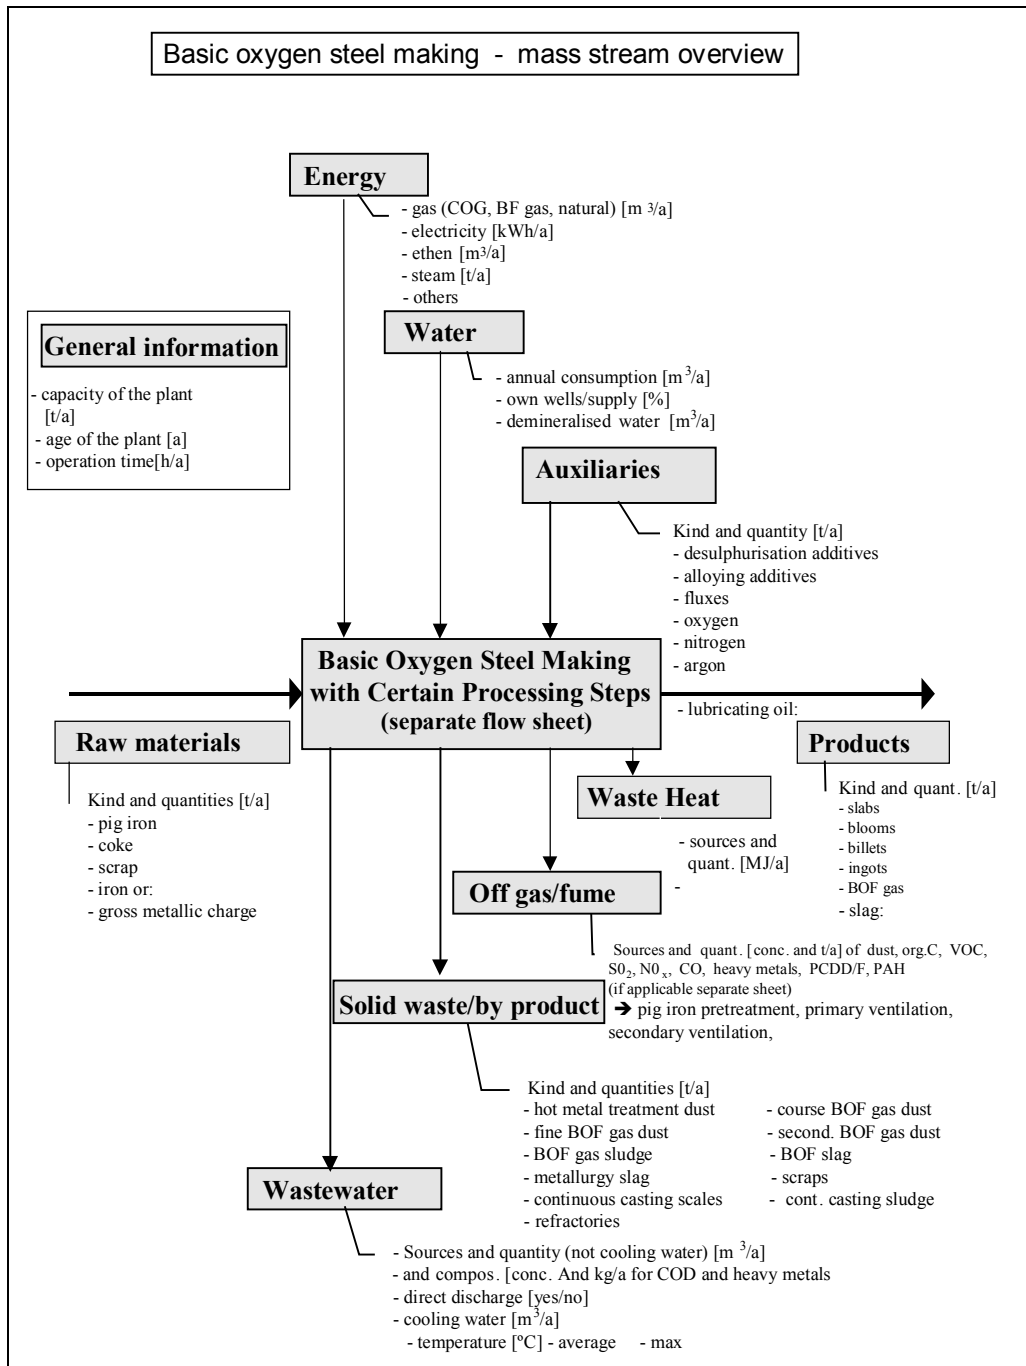 Basic oxygen steel making - mass stream overview
Energy
- gas (COG, BF gas, natural) [m 3/a]
- electricity [kWh/a]
- ethen [m3/a]
- steam [t/a]
- others
General information
- capacity of the plant
[t/a]
- age of the plant [a]
- operation time[h/a]
Water
- annual consumption [m3/a]
- own wells/supply [%]
- demineralised water [m3/a]
Auxiliaries
Kind and quantity [t/a]
- desulphurisation additives
- alloying additives
- fluxes
- oxygen
- nitrogen
- argon
- lubricating oil:
Basic Oxygen Steel Making
with Certain Processing Steps
(separate flow sheet)
Raw materials
Kind and quantities [t/a]
- pig iron
- coke
- scrap
- iron or:
- gross metallic charge
Products
Kind and quant. [t/a]
- slabs
- blooms
- billets
- ingots
- BOF gas
- slag:
Waste Heat
- sources and
quant. [MJ/a]
-
Off gas/fume
Sources and quant. [conc. and t/a] of dust, org.C, VOC,
S02, N0x, CO, heavy metals, PCDD/F, PAH
(if applicable separate sheet)
➔ pig iron pretreatment, primary ventilation,
secondary ventilation,
Solid waste/by product
Kind and quantities [t/a]
- hot metal treatment dust - course BOF gas dust
- fine BOF gas dust - second. BOF gas dust
- BOF gas sludge - BOF slag
- metallurgy slag - scraps
- continuous casting scales - cont. casting sludge
- refractories
Wastewater
- Sources and quantity (not cooling water) [m 3/a]
- and compos. [conc. And kg/a for COD and heavy metals
- direct discharge [yes/no]
- cooling water [m3/a]
- temperature [ºC] - average - max